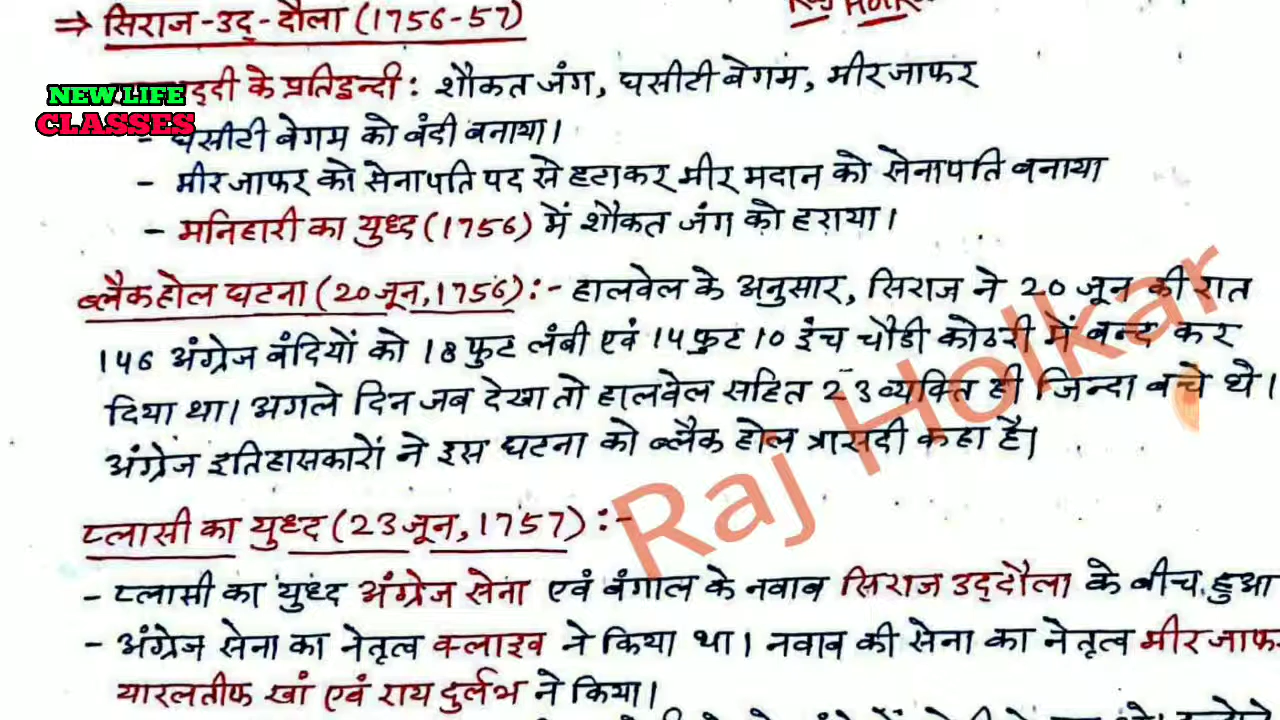 ⇒ सिराज-उद्-दौला (1756-57)
Raj Holkar
के प्रतिद्वन्दी : शौकत जंग, घसीटी बेगम, मीरजाफर
NEW LIFE
CLASSES
- घसीटी बेगम को बंदी बनाया।
- मीरजाफर को सेनापति पद से हटाकर मीर मदान को सेनापति बनाया
- मनिहारी का युध्द (1756) में शौकत जंग को हराया।
ब्लैकहोल घटना (20 जून, 1756) :- हालवेल के अनुसार, सिराज ने 20 जून की रात
146 अंग्रेज बंदियों को 18 फुट लंबी एवं 14 फुट 10 इंच चौडी कोठरी में बन्द कर
दिया था। अगले दिन जब देखा तो हालवेल सहित 23 व्यक्ति ही जिन्दा बचे थे।
अंग्रेज इतिहासकारों ने इस घटना को ब्लैक होल त्रासदी कहा है।
Raj Holkar
प्लासी का युध्द (23 जून, 1757) :-
- प्लासी का युध्द अंग्रेज सेना एवं बंगाल के नवाब सिराज उद्दौला के बीच हुआ
- अंग्रेज सेना का नेतृत्व क्लाइव ने किया था। नवाब की सेना का नेतृत्व मीर जाफर
यारलतीफ खां एवं राय दुर्लभ ने किया।